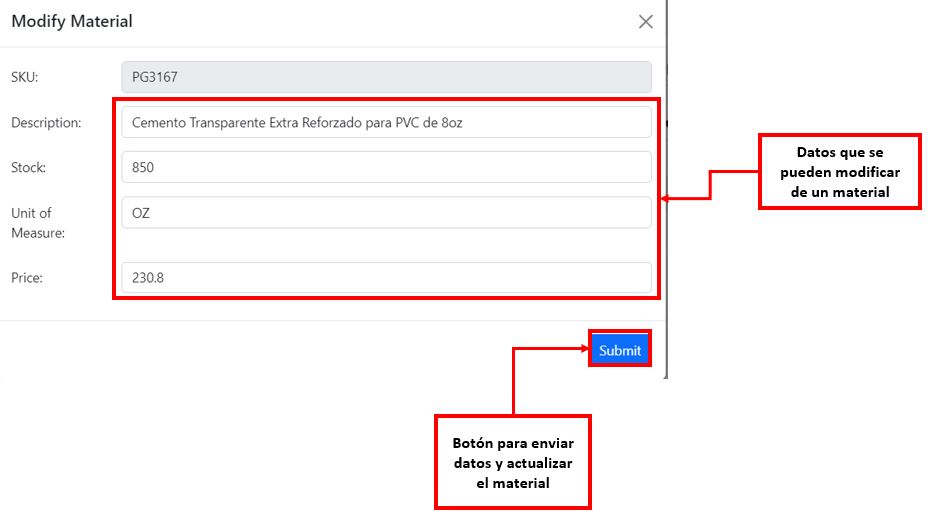 Modify Material
SKU:
PG3167
Description:
Cemento Transparente Extra Reforzado para PVC de 8oz
Stock:
850
Unit of
Measure:
OZ
Price:
230.8
Submit
Datos que se
pueden modificar
de un material
Botón para enviar
datos y actualizar
el material